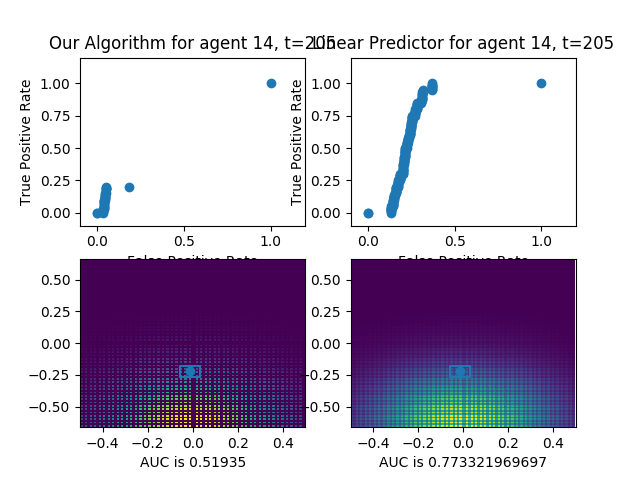 Our Algorithm for agent 14, t=205
Linear Predictor for agent 14, t=205
True Positive Rate
1.00
0.75
0.50
0.25
0.00
0.0 0.5 1.0
False Positive Rate
True Positive Rate
1.00
0.75
0.50
0.25
0.00
0.0 0.5 1.0
False Positive Rate
0.50
0.25
0.00
−0.25
−0.50
−0.4 −0.2 0.0 0.2 0.4
AUC is 0.51935
0.50
0.25
0.00
−0.25
−0.50
−0.4 −0.2 0.0 0.2 0.4
AUC is 0.773321969697